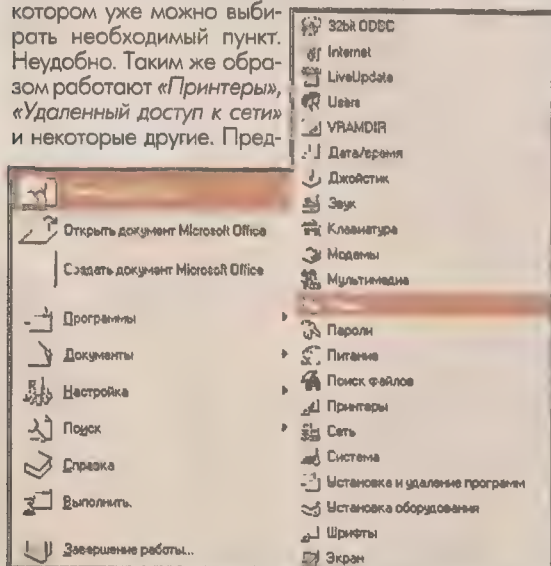 котором уже можно выби-
рать необходимый пункт.
Неудобно. Таким же обра-
зом работают «Принтеры»,
«Удаленный доступ к сети»
и некоторые другие. Пред-
Открыть документ Microsoft Office
Создать документ Microsoft Office
Программы
Документы
Настройка
Поиск
Справка
Выполнить.
Завершение работы...
32bit ODBC
Internet
LiveUpdate
Users
VRAMDIR
Дата/время
Джойстик
Звук
Клавиатура
Модемы
Мультимедиа
Пароли
Питание
Поиск файлов
Принтеры
Сеть
Система
Установка и удаление программ
Установка оборудования
Шрифты
Экран